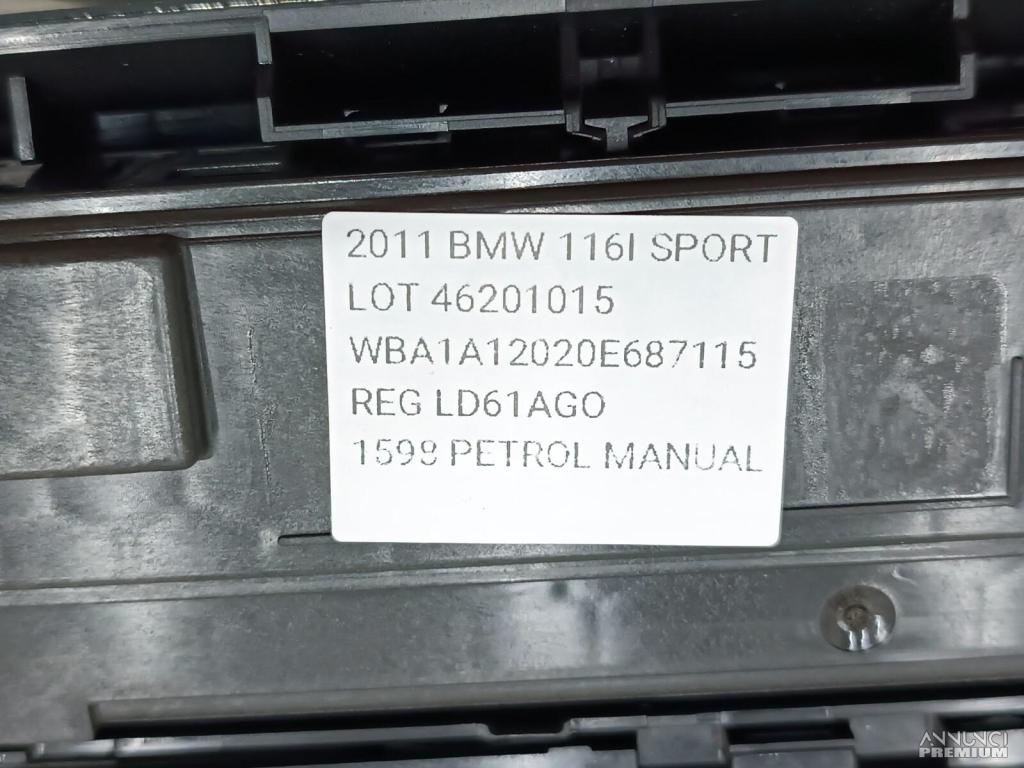 2011 BMW 116I SPORT
LOT 46201015
WBA1A12020E687115
REG LD61AGO
1598 PETROL MANUAL
ANNUNCI
PREMIUM